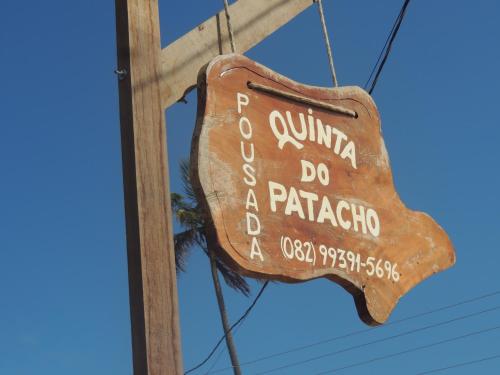 POUSADA
QUiNTA
DO
PATACHO
(082) 99391-5696